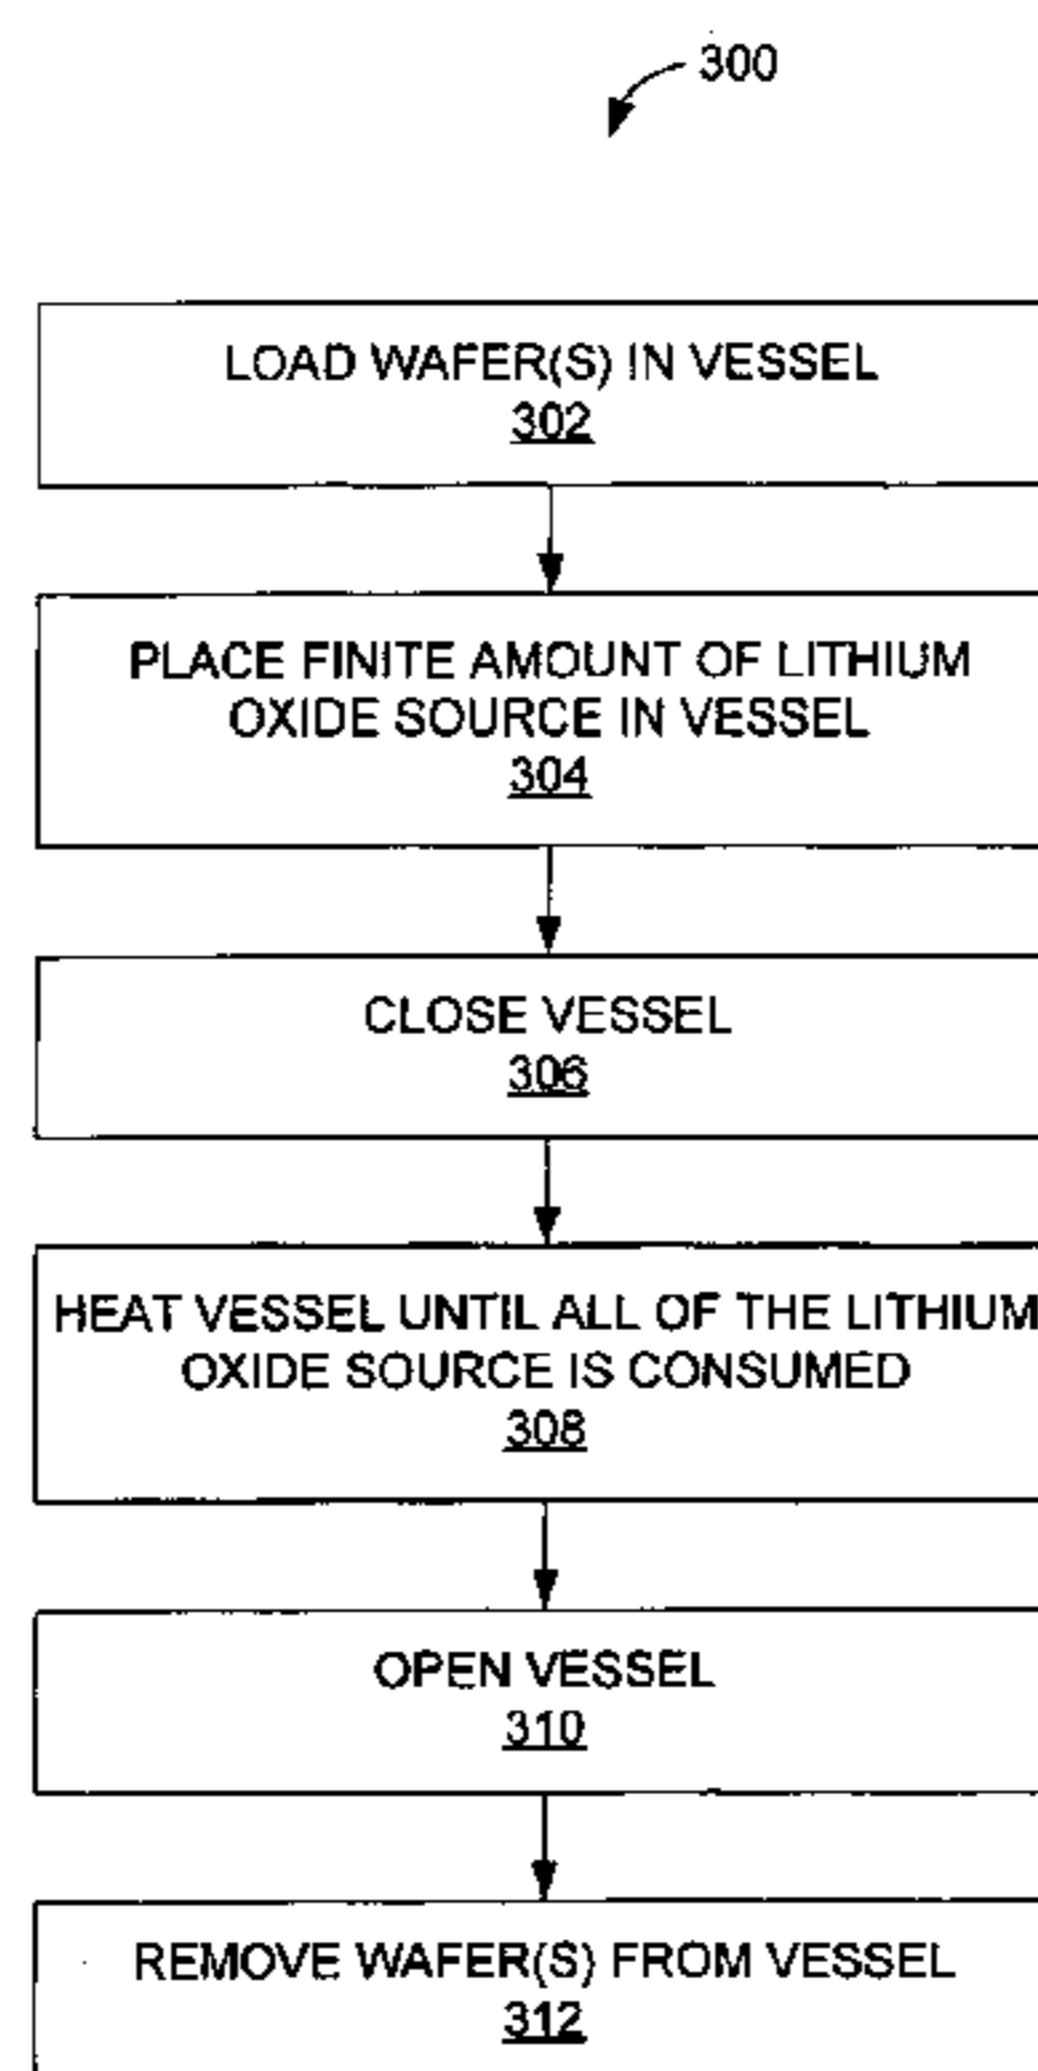 300
LOAD WAFER(S) IN VESSEL
302
PLACE FINITE AMOUNT OF LITHIUM
OXIDE SOURCE IN VESSEL
304
CLOSE VESSEL
306
HEAT VESSEL UNTIL ALL OF THE LITHIUM
OXIDE SOURCE IS CONSUMED
308
OPEN VESSEL
310
REMOVE WAFER(S) FROM VESSEL
312